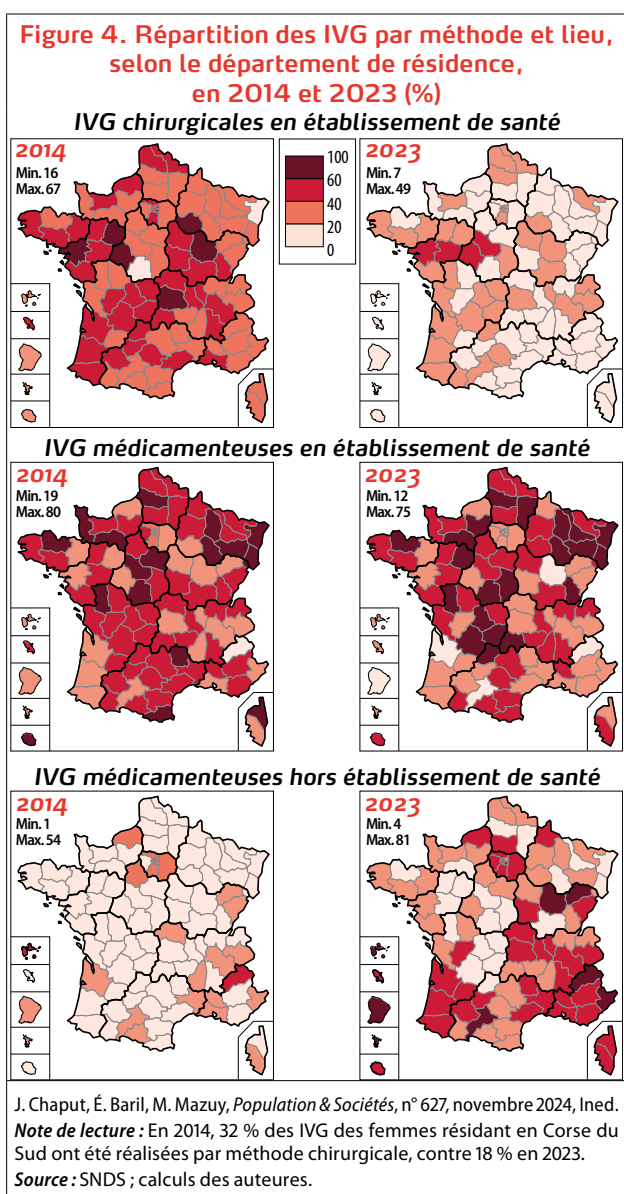 Figure 4. Répartition des IVG par méthode et lieu,
selon le département de résidence,
en 2014 et 2023 (%)
IVG chirurgicales en établissement de santé
2014
Min. 16
Max. 67
100
60
40
20
0
2023
Min. 7
Max. 49
IVG médicamenteuses en établissement de santé
2014
Min. 19
Max. 80
2023
Min. 12
Max. 75
IVG médicamenteuses hors établissement de santé
2014
Min. 1
Max. 54
2023
Min. 4
Max. 81
J. Chaput, É. Baril, M. Mazuy, Population & Sociétés, n° 627, novembre 2024, Ined.
Note de lecture : En 2014, 32 % des IVG des femmes résidant en Corse du
Sud ont été réalisées par méthode chirurgicale, contre 18 % en 2023.
Source : SNDS ; calculs des auteures.